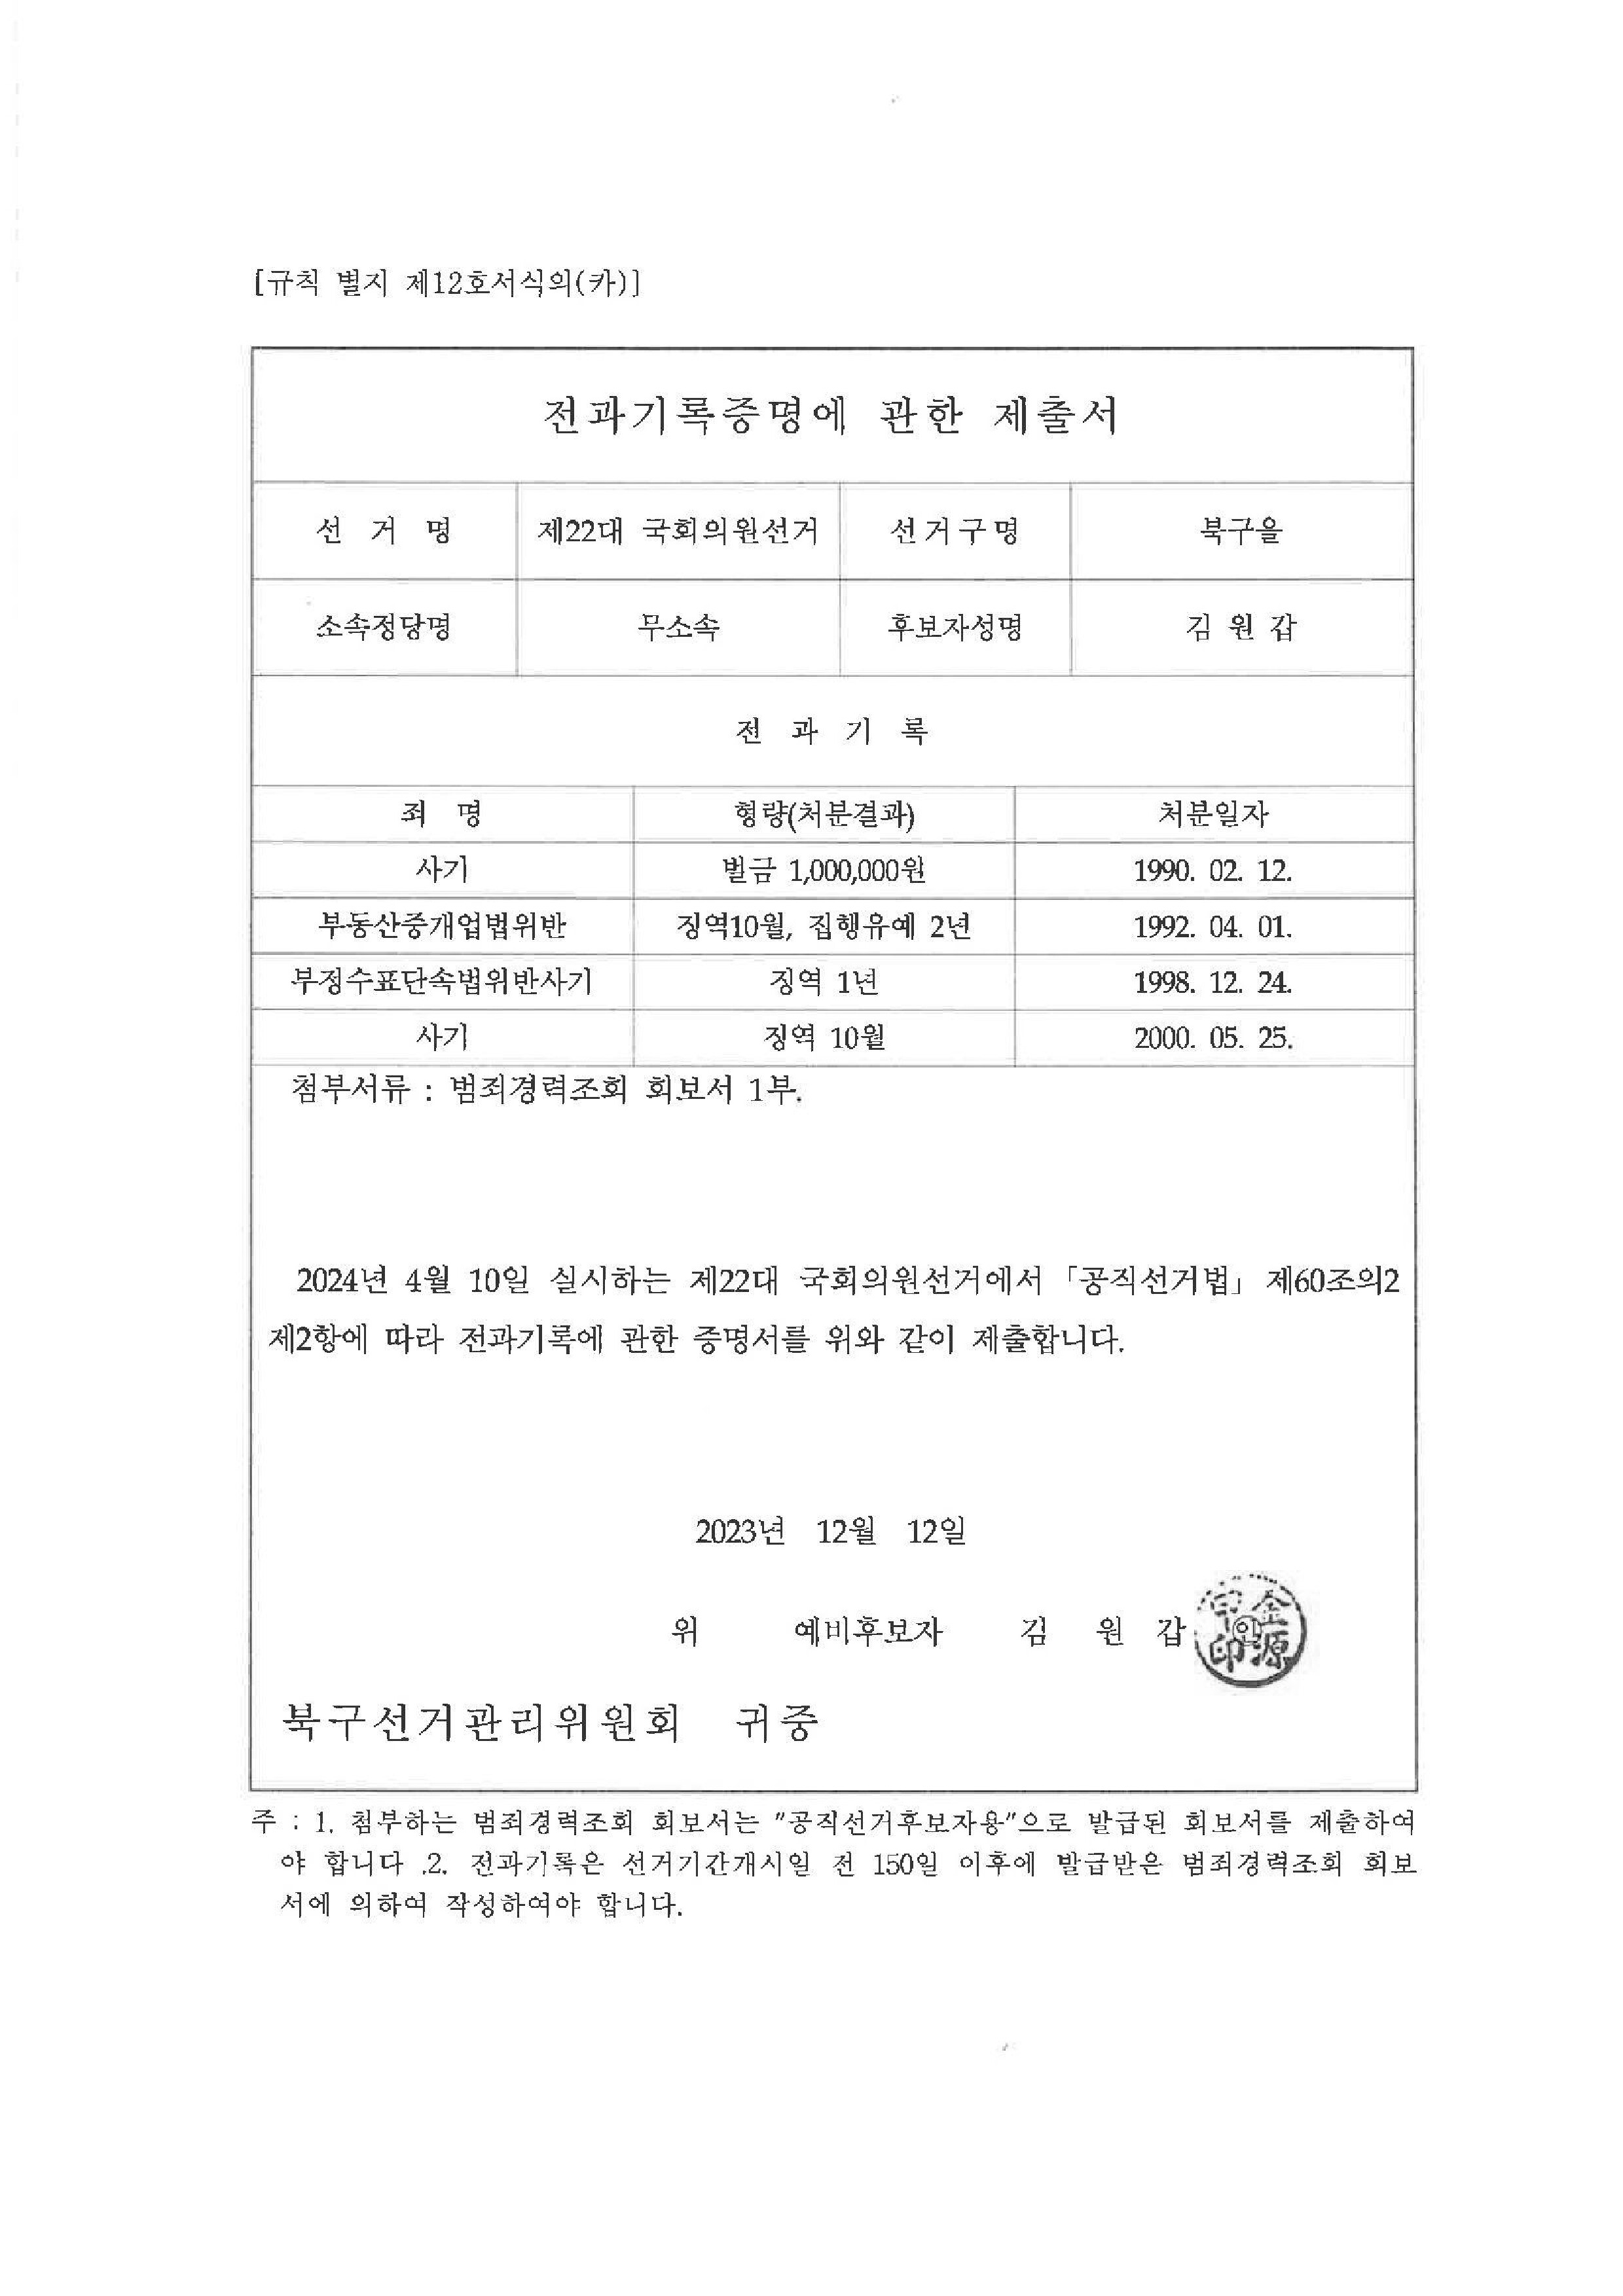 [규칙 별지 제12호서식의(카)]
전과기록증명에 관한 제출서
선 거 명 제22대 국회의원선거 선거구명 북구을
소속정당명 무소속 후보자성명 김 원 갑
전 과 기 록
죄 명 형량(처분결과) 처분일자
사기 벌금 1,000,000원 1990. 02. 12.
부동산중개업법위반 징역10월, 집행유예 2년 1992. 04. 01.
부정수표단속법위반사기 징역 1년 1998. 12. 24.
사기 징역 10월 2000. 05. 25.
첨부서류 : 범죄경력조회 회보서 1부.
2024년 4월 10일 실시하는 제22대 국회의원선거에서 「공직선거법」 제60조의2
제2항에 따라 전과기록에 관한 증명서를 위와 같이 제출합니다.
2023년 12월 12일
위 예비후보자 김 원 갑 인
金源甲印
북구선거관리위원회 귀중
주 : 1. 첨부하는 범죄경력조회 회보서는 "공직선거후보자용"으로 발급된 회보서를 제출하여
야 합니다 .2. 전과기록은 선거기간개시일 전 150일 이후에 발급받은 범죄경력조회 회보
서에 의하여 작성하여야 합니다.